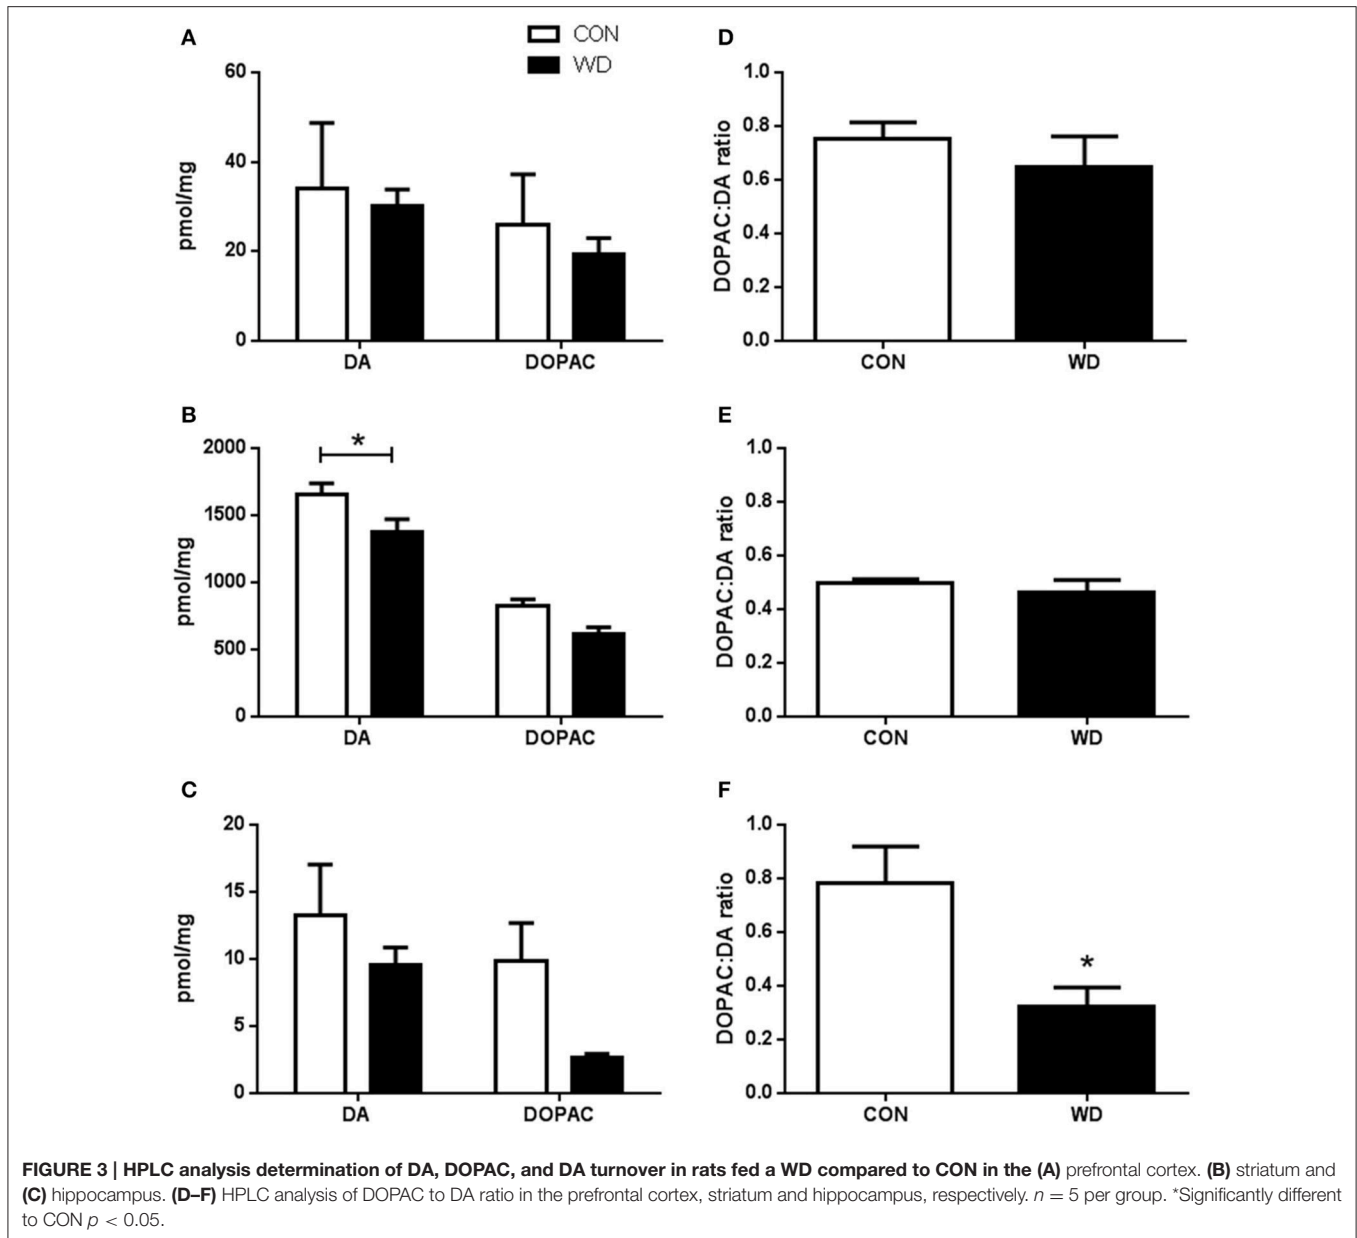 A
CON
WD
60
40
20
0
pmol/mg
DA
DOPAC
D
1.0
0.8
0.6
0.4
0.2
0.0
DOPAC:DA ratio
CON
WD
B
*
2000
1500
1000
500
0
pmol/mg
DA
DOPAC
E
1.0
0.8
0.6
0.4
0.2
0.0
DOPAC:DA ratio
CON
WD
C
20
15
10
5
0
pmol/mg
DA
DOPAC
F
1.0
0.8
0.6
0.4
0.2
0.0
DOPAC:DA ratio
*
CON
WD
FIGURE 3 | HPLC analysis determination of DA, DOPAC, and DA turnover in rats fed a WD compared to CON in the (A) prefrontal cortex. (B) striatum and
(C) hippocampus. (D–F) HPLC analysis of DOPAC to DA ratio in the prefrontal cortex, striatum and hippocampus, respectively. n = 5 per group. *Significantly different
to CON p < 0.05.